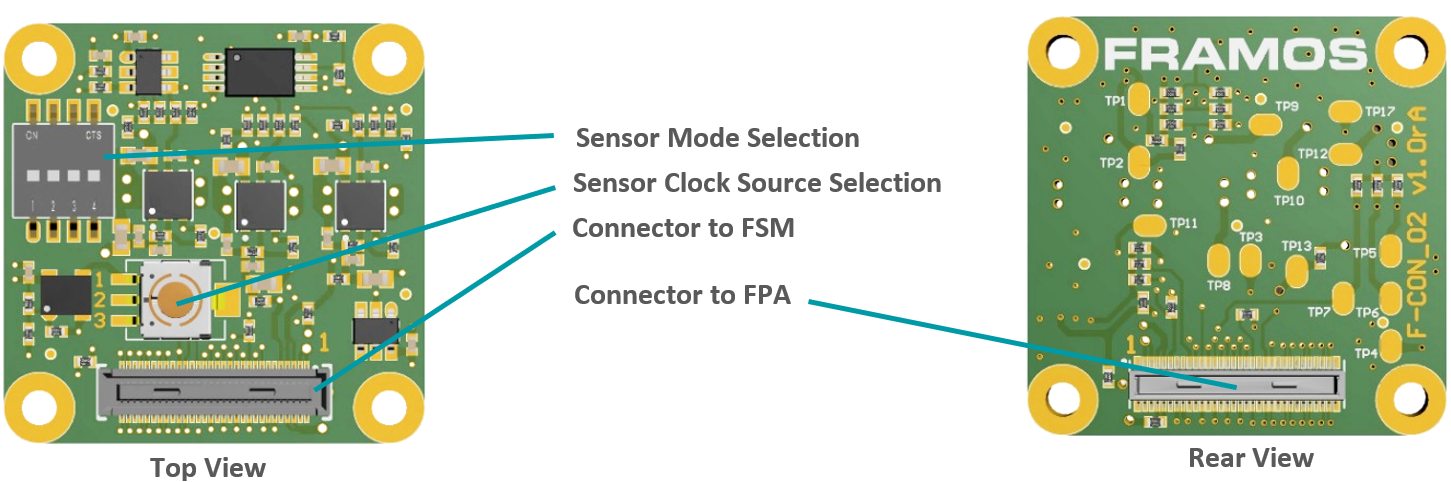 ON CTS
1 2 3 4
1
2
3
1
Top View
Sensor Mode Selection
Sensor Clock Source Selection
Connector to FSM
Connector to FPA
FRAMOS
TP1
TP9
TP17
TP2
TP12
TP10
TP11
TP3
TP13
TP5
TP8
TP7
TP6
TP4
1
F-CON_02 v1.0rA
Rear View